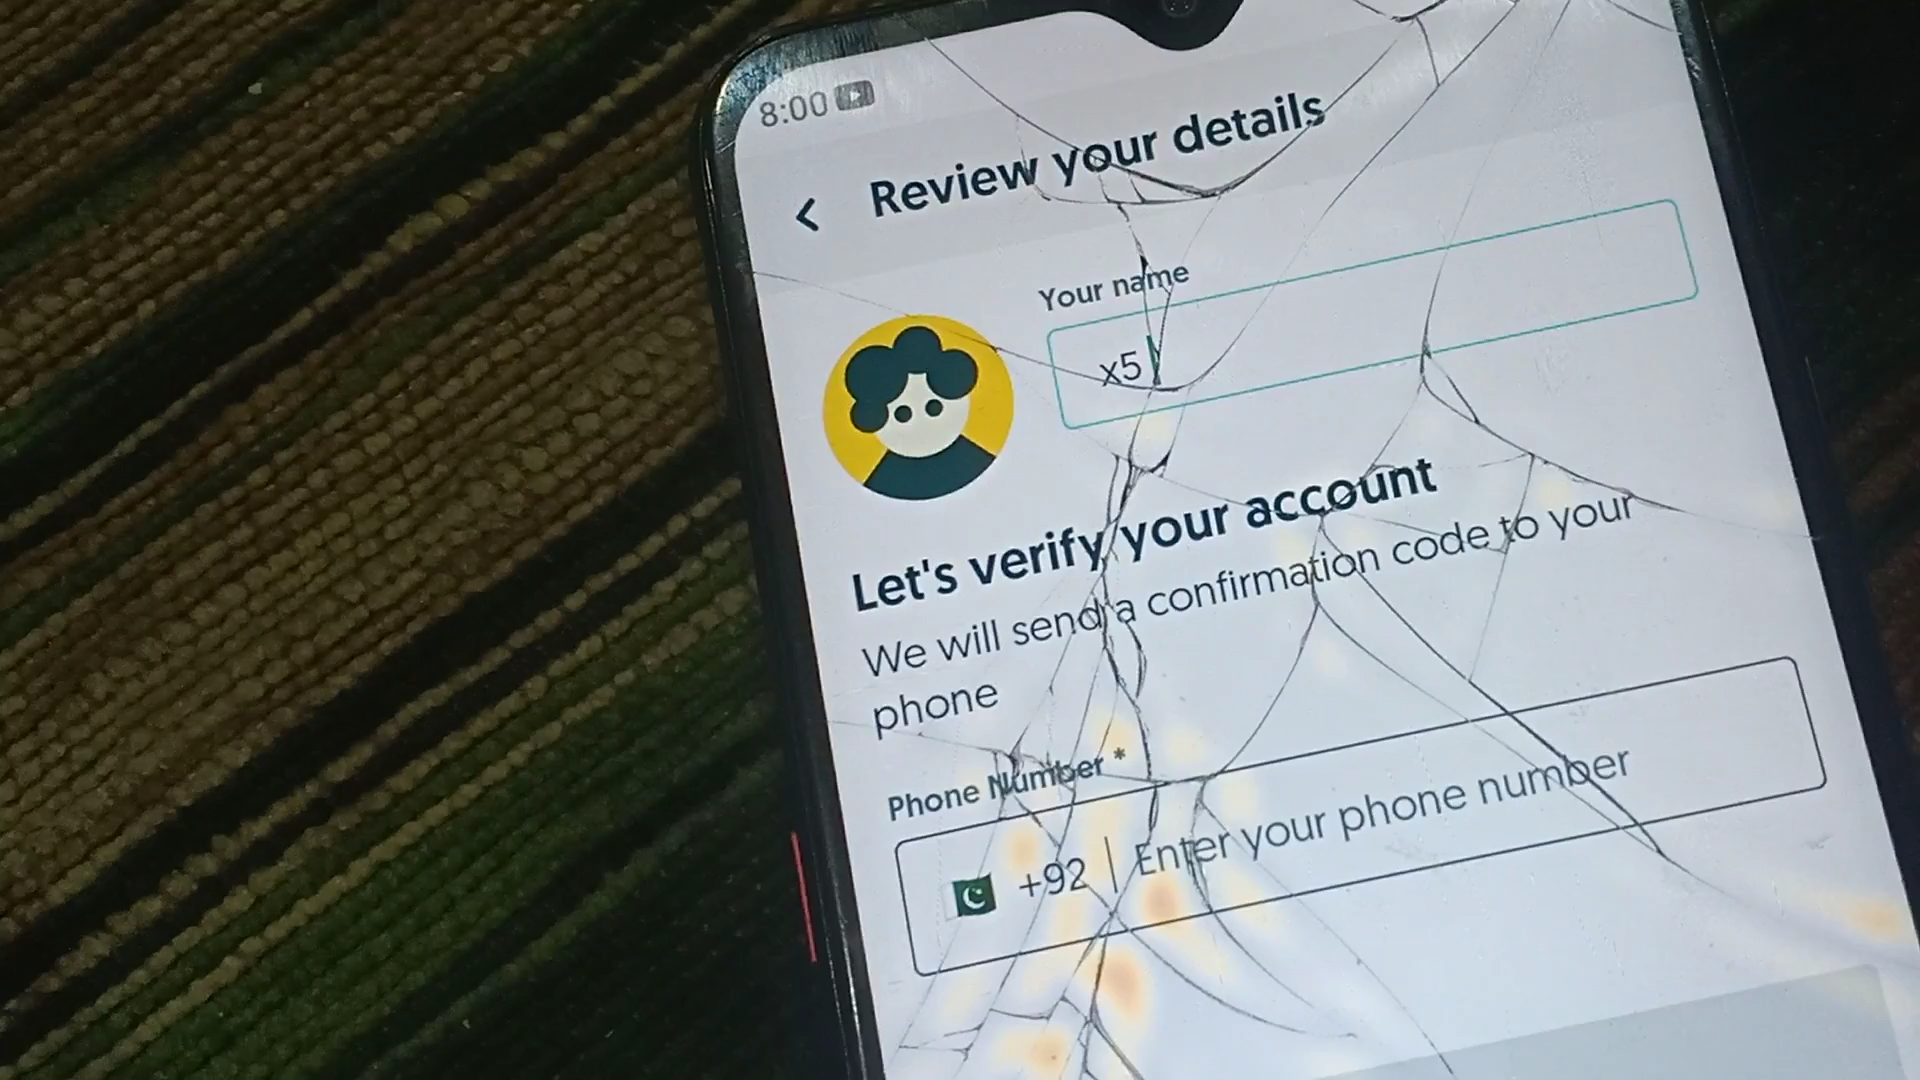 8:00
Review your details
Your name
x5
Let's verify your account
We will send a confirmation code to your
phone
Phone Number *
+92 | Enter your phone number